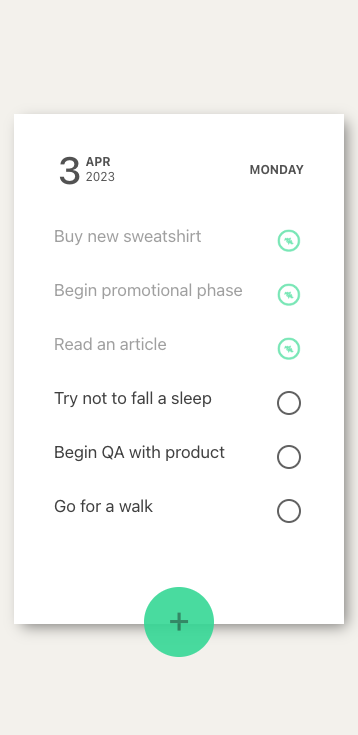 3 APR
2023
MONDAY
Buy new sweatshirt
Begin promotional phase
Read an article
Try not to fall a sleep
Begin QA with product
Go for a walk
+